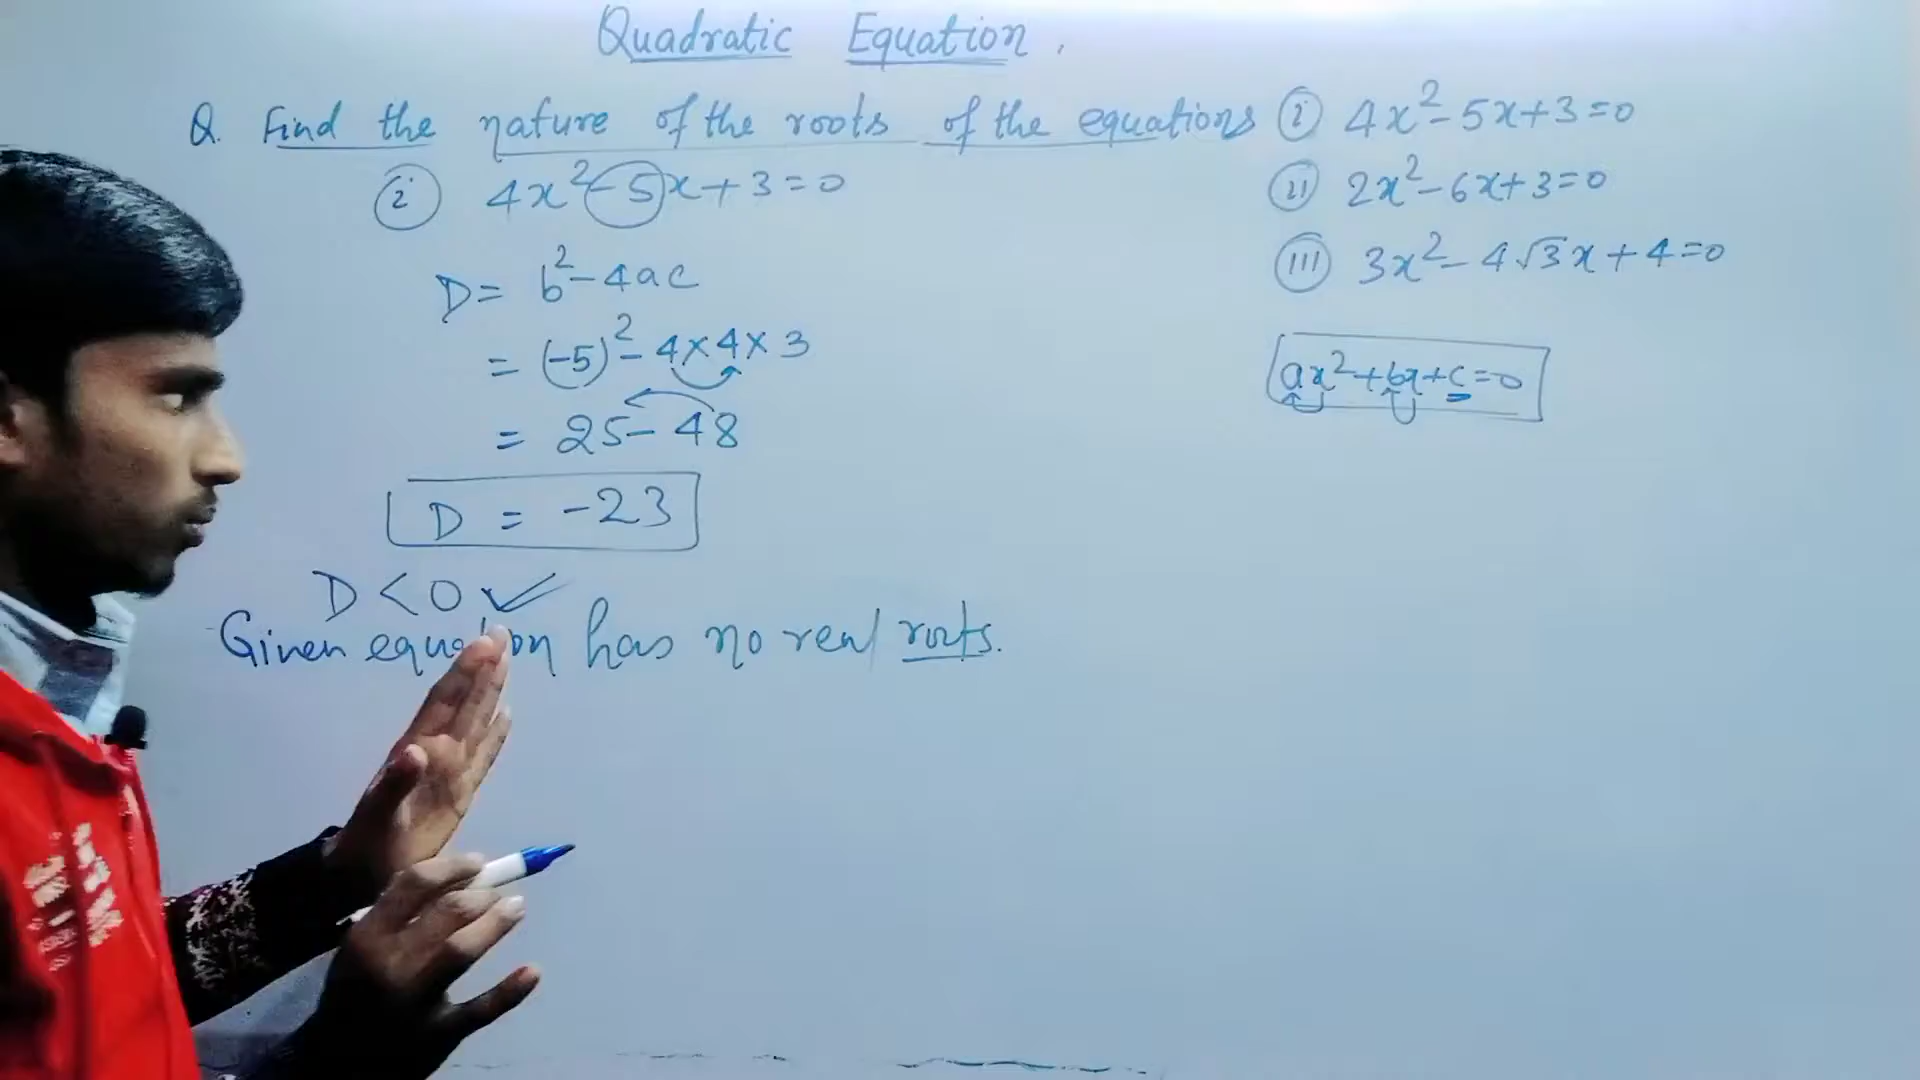 Quadratic Equation.
Q. Find the nature of the roots of the equations (i) 4x²-5x+3=0
(ii) 2x²-6x+3=0
(iii) 3x²-4√3x+4=0
(i) 4x²-5x+3=0
D= b²-4ac
= (-5)²-4×4×3
= 25-48
D = -23
D<0 ✓
Given equation has no real roots.
ax²+bx+c=0